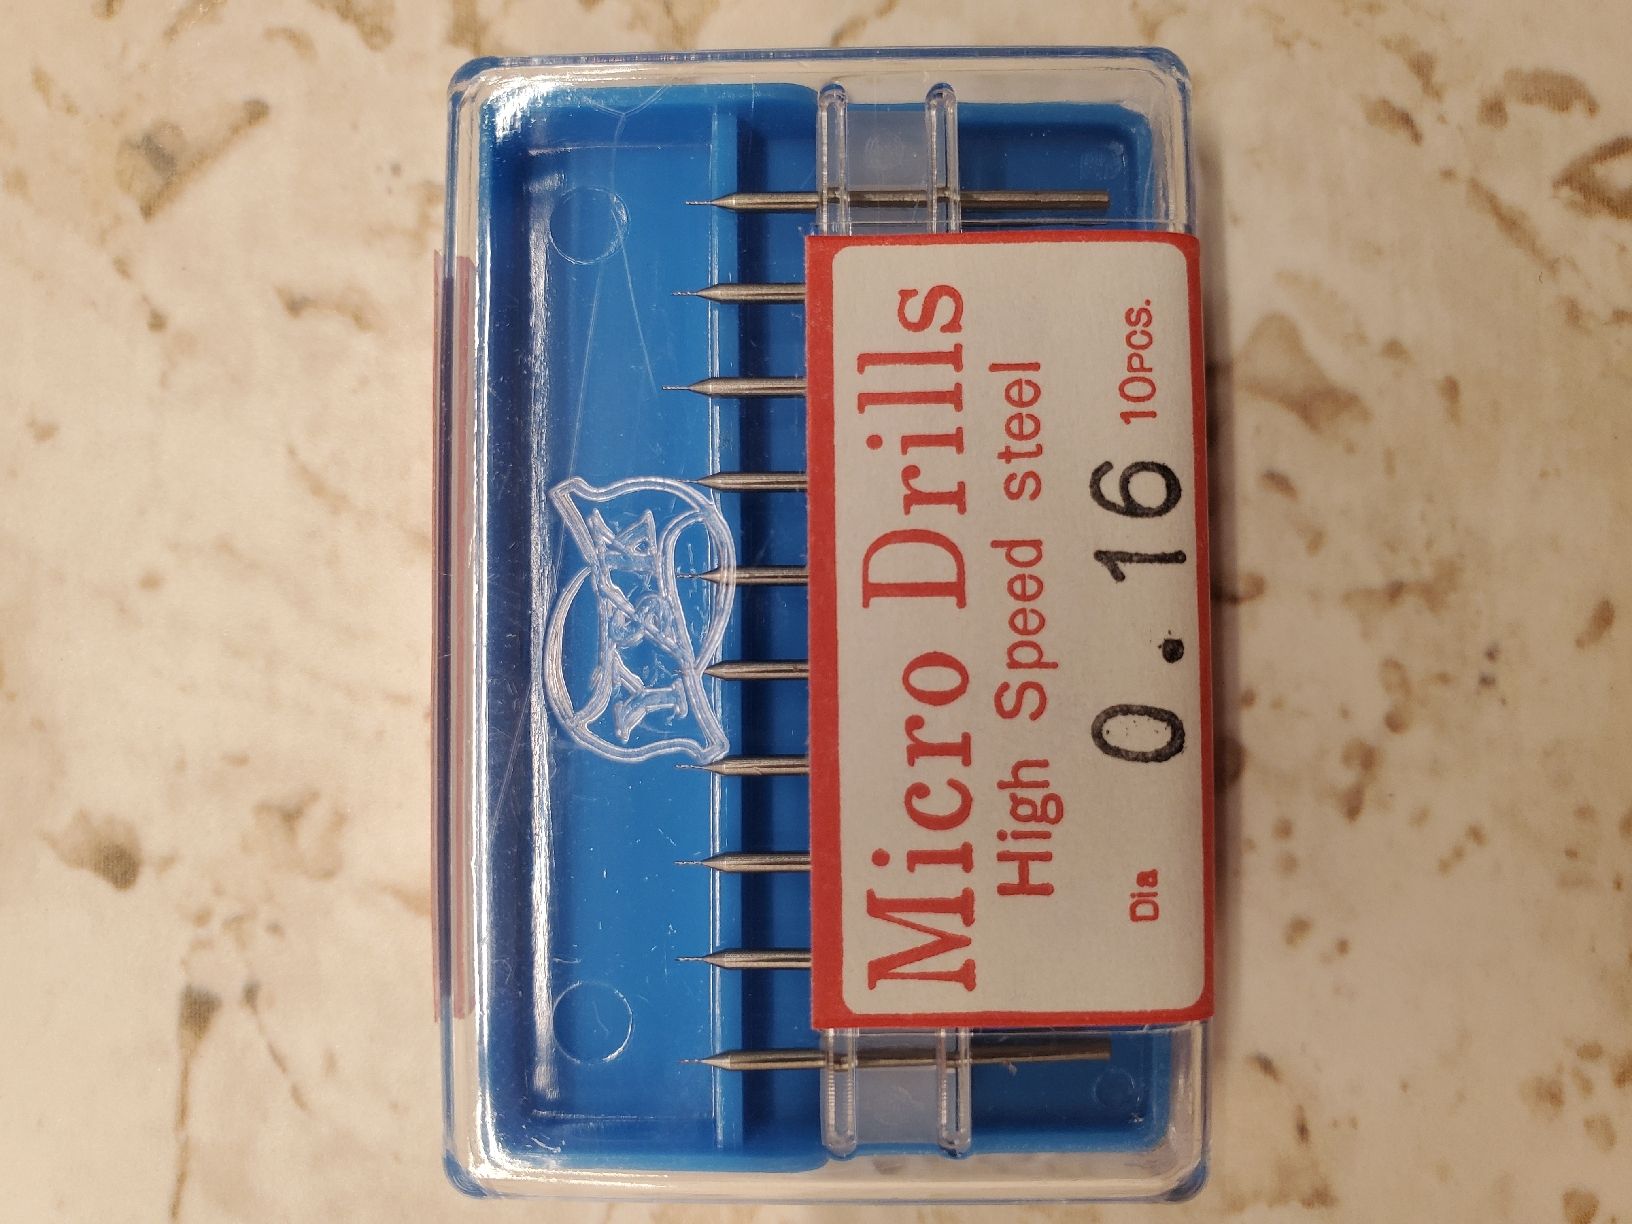 Micro Drills
High Speed steel
Dia 0.16 10PCS.